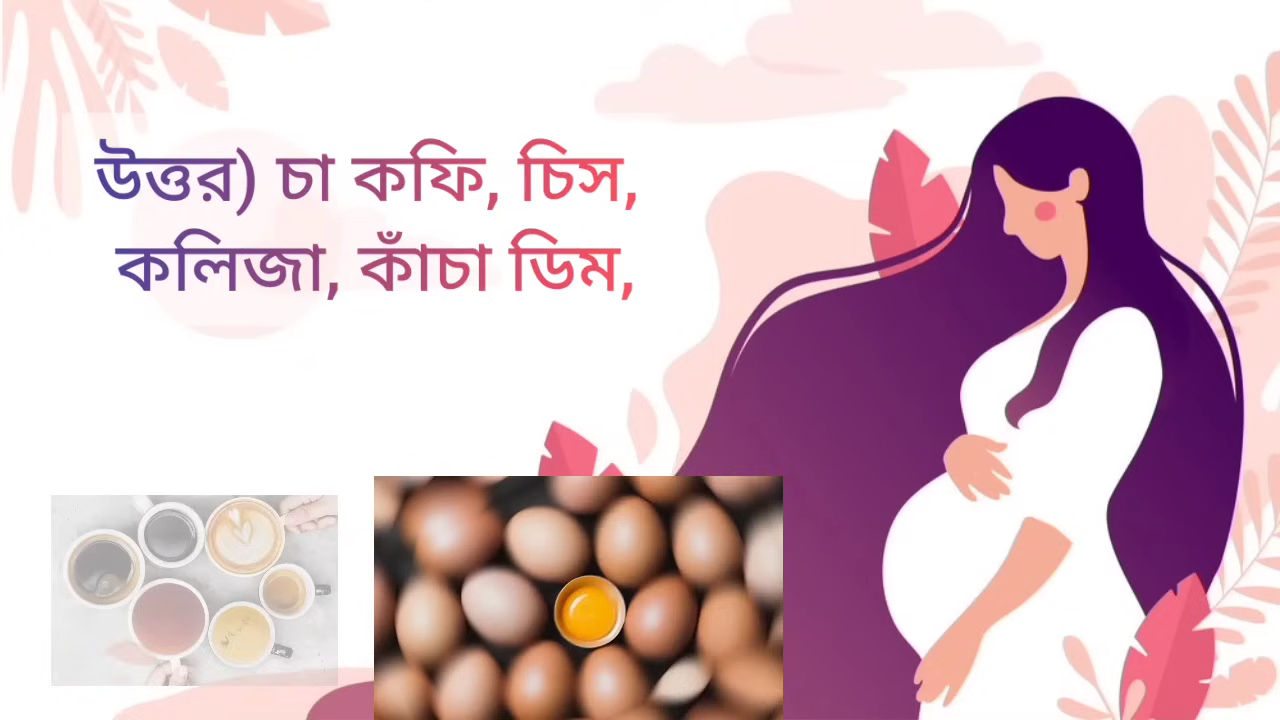 উত্তর) চা কফি, চিস,
কলিজা, কাঁচা ডিম,